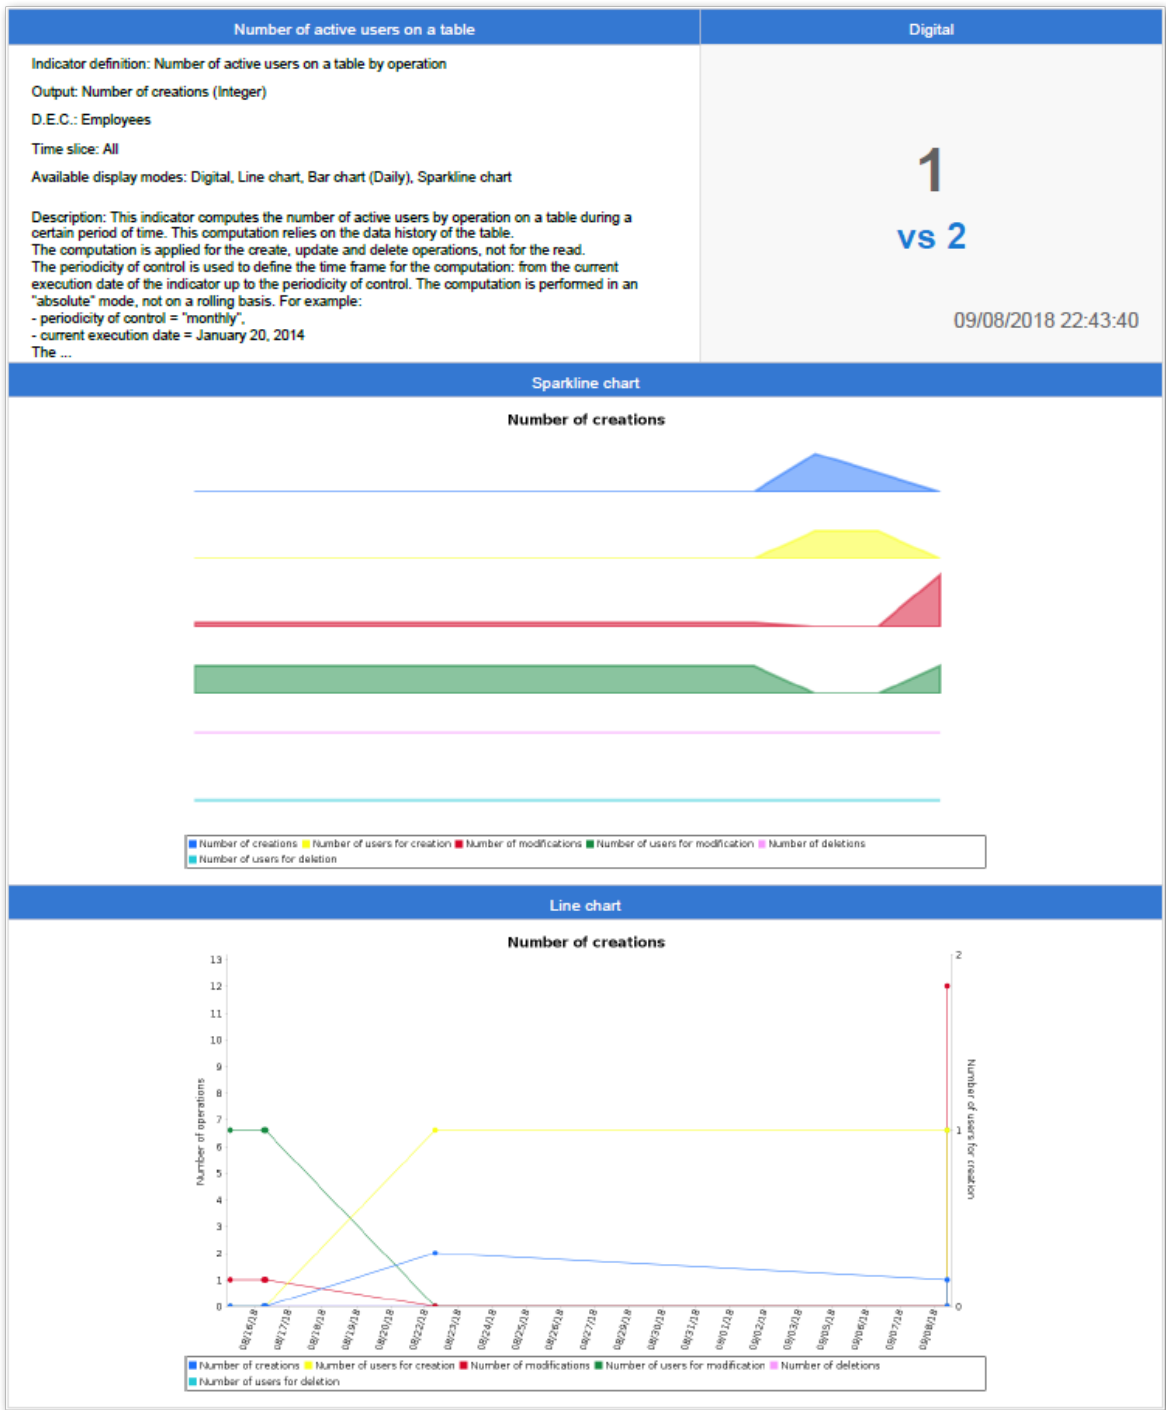 Number of active users on a table
Digital
Indicator definition: Number of active users on a table by operation
Output: Number of creations (Integer)
D.E.C.: Employees
Time slice: All
Available display modes: Digital, Line chart, Bar chart (Daily), Sparkline chart
Description: This indicator computes the number of active users by operation on a table during a
certain period of time. This computation relies on the data history of the table.
The computation is applied for the create, update and delete operations, not for the read.
The periodicity of control is used to define the time frame for the computation: from the current
execution date of the indicator up to the periodicity of control. The computation is performed in an
"absolute" mode, not on a rolling basis. For example:
- periodicity of control = "monthly",
- current execution date = January 20, 2014
The ...
1
vs 2
09/08/2018 22:43:40
Sparkline chart
Number of creations
Number of creations Number of users for creation Number of modifications Number of users for modification Number of deletions
Number of users for deletion
Line chart
Number of creations
13
12
11
10
9
8
7
6
5
4
3
2
1
0
Number of operations
2
1
0
Number of users for creation
08/16/18
08/17/18
08/18/18
08/19/18
08/20/18
08/22/18
08/23/18
08/24/18
08/25/18
08/26/18
08/27/18
08/29/18
08/30/18
08/31/18
09/01/18
09/02/18
09/03/18
09/05/18
09/06/18
09/07/18
09/08/18
Number of creations Number of users for creation Number of modifications Number of users for modification Number of deletions
Number of users for deletion